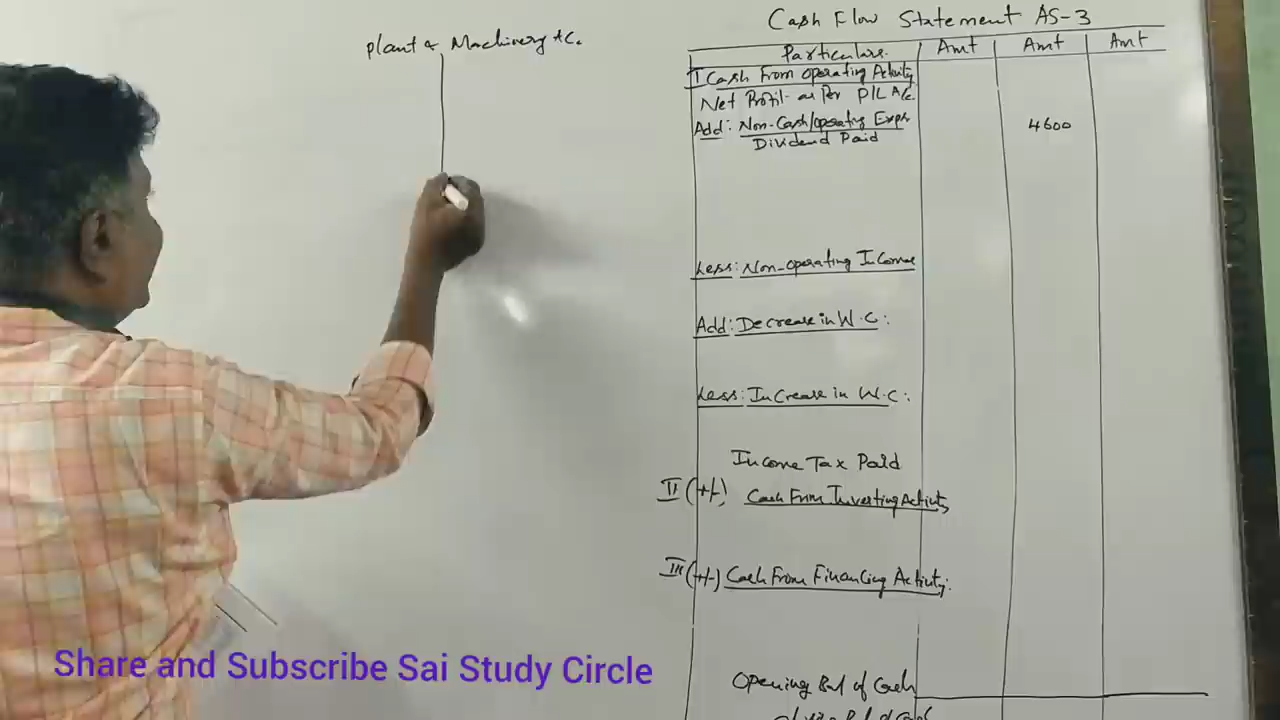 Plant & Machinery A/c.
Cash Flow Statement AS-3
Particulars. Amt Amt Amt
I Cash From Operating Activity
Net Profit as Per P/L A/c.
Add: Non-Cash/operating Exps 4600
Dividend Paid
Less: Non-operating Income
Add: Decrease in W.C:
Less: Increase in W.C:
Income Tax Paid
II (+/-) Cash From Investing Activity
III (+/-) Cash From Financing Activity.
Opening Bal of Cash
Share and Subscribe Sai Study Circle